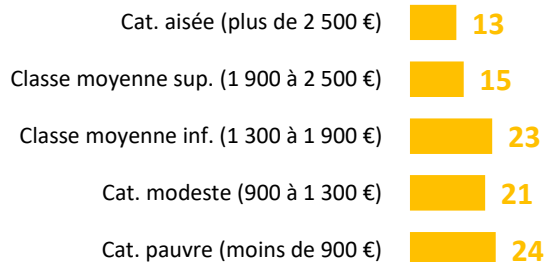 Cat. aisée (plus de 2 500 €) 13
Classe moyenne sup. (1 900 à 2 500 €) 15
Classe moyenne inf. (1 300 à 1 900 €) 23
Cat. modeste (900 à 1 300 €) 21
Cat. pauvre (moins de 900 €) 24